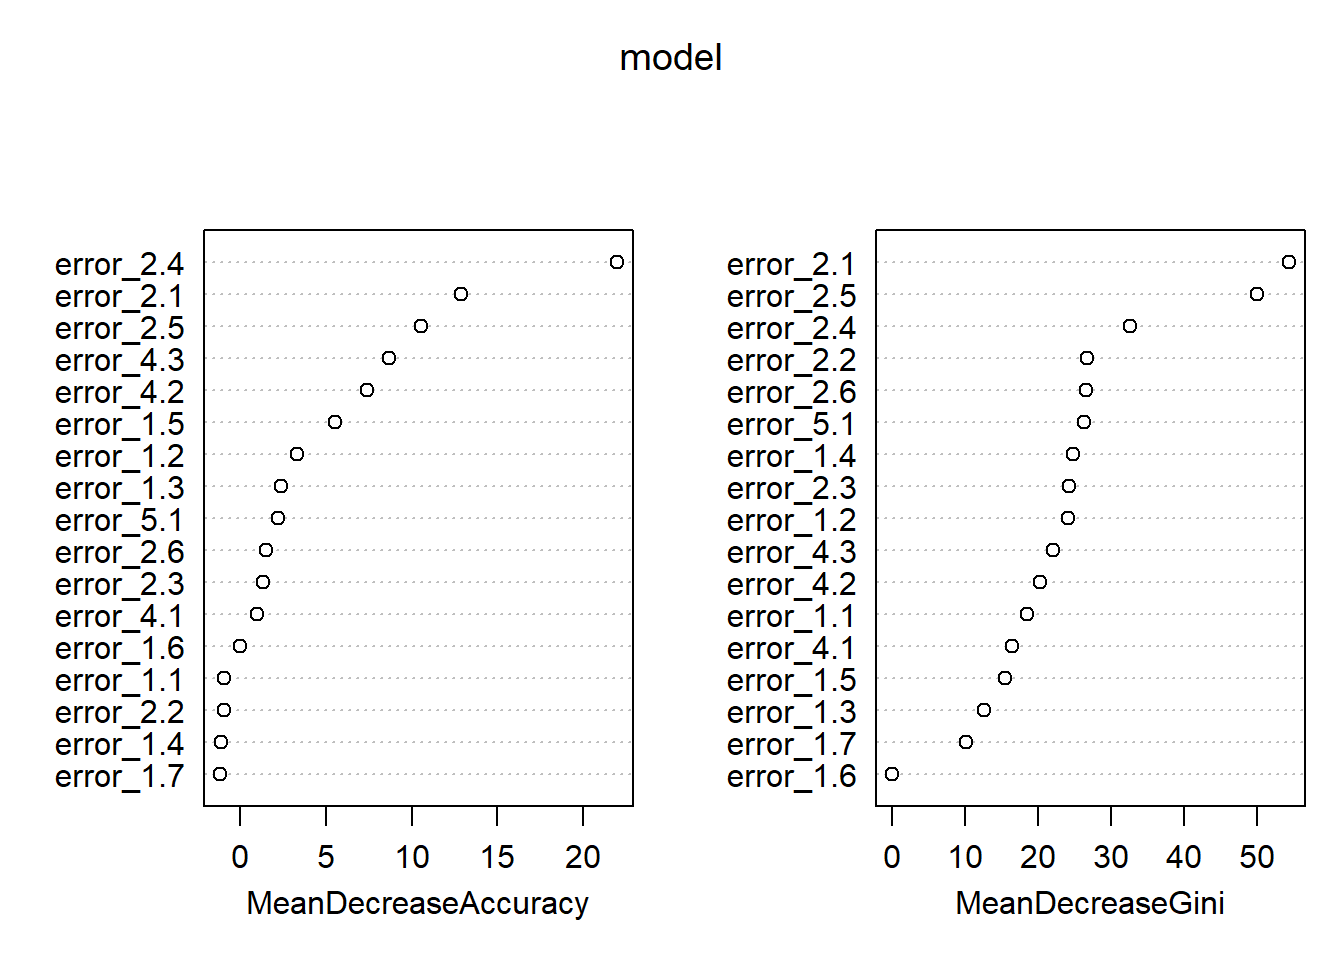 model
error_2.4
error_2.1
error_2.5
error_4.3
error_4.2
error_1.5
error_1.2
error_1.3
error_5.1
error_2.6
error_2.3
error_4.1
error_1.6
error_1.1
error_2.2
error_1.4
error_1.7
0 5 10 15 20
MeanDecreaseAccuracy
error_2.1
error_2.5
error_2.4
error_2.2
error_2.6
error_5.1
error_1.4
error_2.3
error_1.2
error_4.3
error_4.2
error_1.1
error_4.1
error_1.5
error_1.3
error_1.7
error_1.6
0 10 20 30 40 50
MeanDecreaseGini